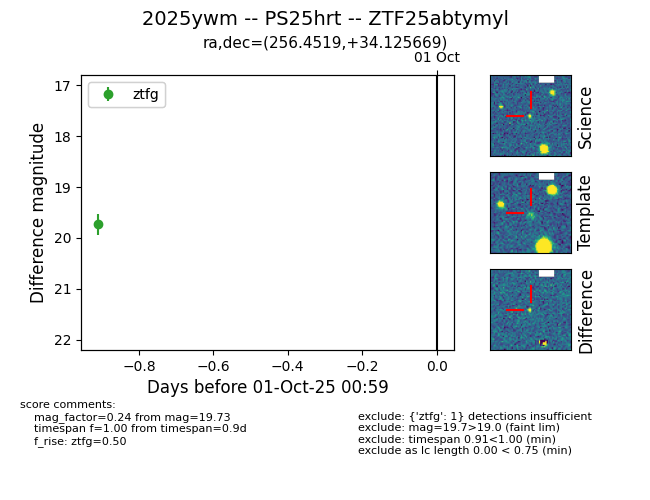 2025ywm -- PS25hrt -- ZTF25abtymyl
ra,dec=(256.4519,+34.125669)
01 Oct
ztfg
17
18
19
20
21
22
Difference magnitude
−0.8
−0.6
−0.4
−0.2
0.0
Days before 01-Oct-25 00:59
Science
Template
Difference
score comments:
mag_factor=0.24 from mag=19.73
timespan f=1.00 from timespan=0.9d
f_rise: ztfg=0.50
exclude: {'ztfg': 1} detections insufficient
exclude: mag=19.7>19.0 (faint lim)
exclude: timespan 0.91<1.00 (min)
exclude as lc length 0.00 < 0.75 (min)